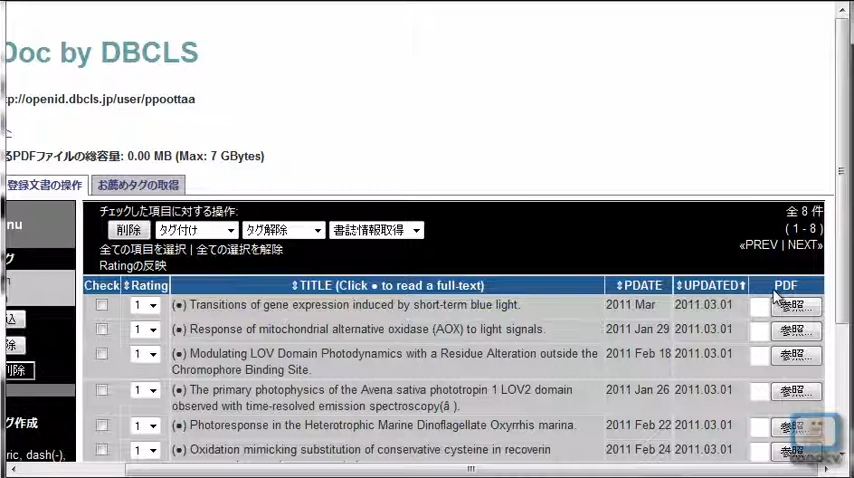 Doc by DBCLS
p://openid.dbcls.jp/user/ppoottaa
るPDFファイルの総容量: 0.00 MB (Max: 7 GBytes)
登録文書の操作 お薦めタグの取得
nu
グ
込
除
削除
グ作成
ric, dash(-),
チェックした項目に対する操作:
削除 タグ付け タグ解除 書誌情報取得
全ての項目を選択 | 全ての選択を解除
Ratingの反映
全 8 件
( 1 - 8 )
«PREV | NEXT»
Check ⇕Rating ⇕TITLE (Click ● to read a full-text) ⇕PDATE ⇕UPDATED⬆ PDF
1 (●) Transitions of gene expression induced by short-term blue light. 2011 Mar 2011.03.01 参照...
1 (●) Response of mitochondrial alternative oxidase (AOX) to light signals. 2011 Jan 29 2011.03.01 参照...
1 (●) Modulating LOV Domain Photodynamics with a Residue Alteration outside the 2011 Feb 18 2011.03.01 参照...
Chromophore Binding Site.
1 (●) The primary photophysics of the Avena sativa phototropin 1 LOV2 domain 2011 Jan 26 2011.03.01 参照...
observed with time-resolved emission spectroscopy(â ).
1 (●) Photoresponse in the Heterotrophic Marine Dinoflagellate Oxyrrhis marina. 2011 Feb 22 2011.03.01
1 (●) Oxidation mimicking substitution of conservative cysteine in recoverin 2011 Feb 24 2011.03.01